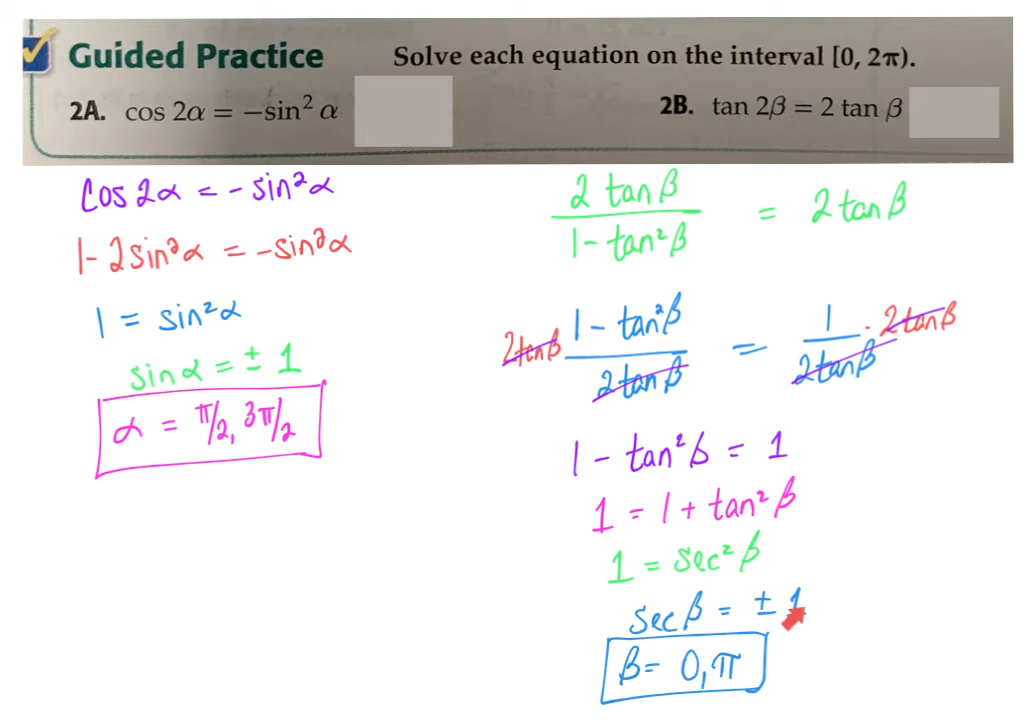 Guided Practice Solve each equation on the interval [0, 2π).
2A. cos 2α = −sin² α
2B. tan 2β = 2 tan β
cos 2α = - sin²α
1 - 2sin²α = -sin²α
1 = sin²α
sin α = ± 1
α = π/2, 3π/2
2 tan β / 1 - tan²β = 2 tan β
2tanβ 1 - tan²β / 2tanβ = 1 / 2tanβ · 2tanβ
1 - tan²β = 1
1 = 1 + tan²β
1 = sec²β
sec β = ± 1
β = 0, π